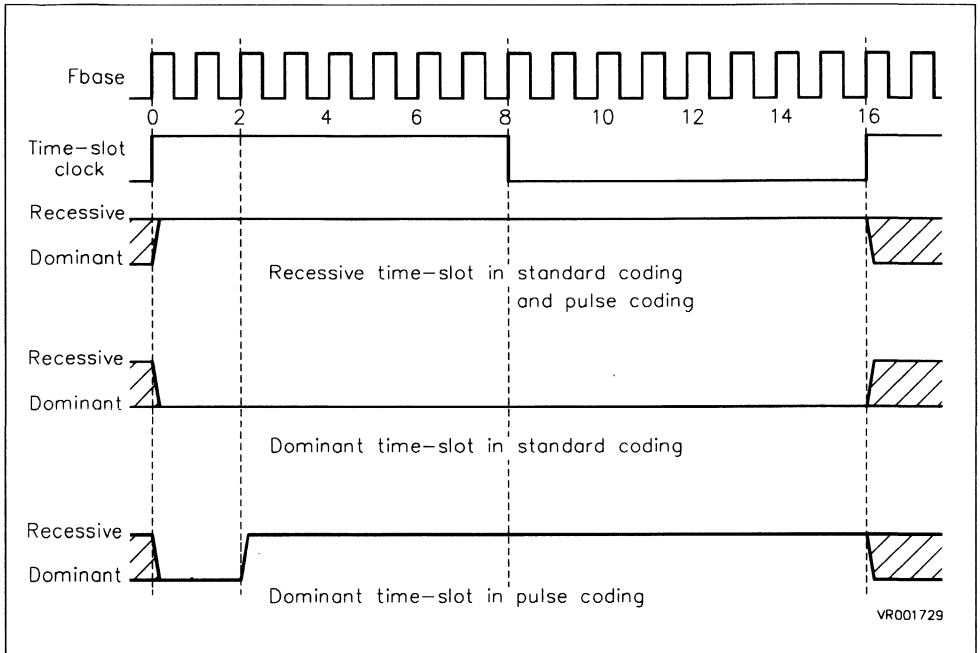 Fbase
0 2 4 6 8 10 12 14 16
Time-slot
clock
Recessive
Dominant
Recessive time-slot in standard coding
and pulse coding
Recessive
Dominant
Dominant time-slot in standard coding
Recessive
Dominant
Dominant time-slot in pulse coding
VR001729